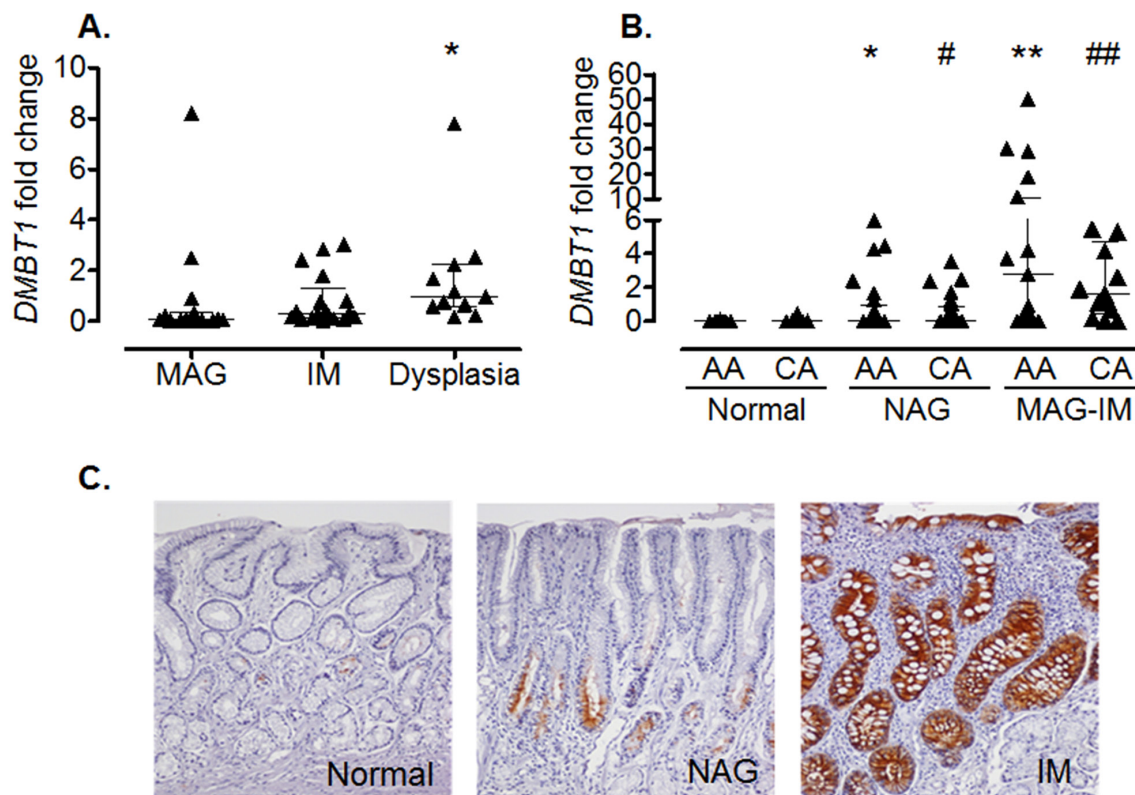 A.
DMBT1 fold change
10
8
6
4
2
0
*
MAG IM Dysplasia
B.
DMBT1 fold change
60
50
40
30
20
10
6
4
2
0
* # ** ##
AA CA AA CA AA CA
Normal NAG MAG-IM
C.
Normal
NAG
IM